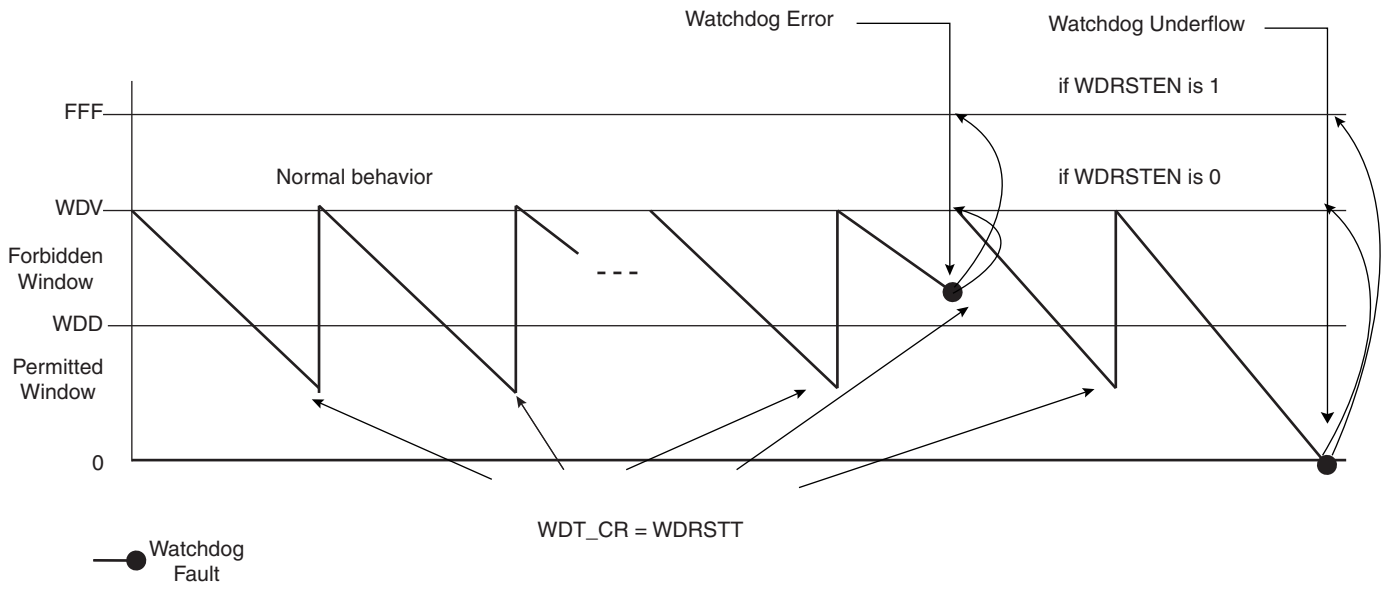 Watchdog Error
Watchdog Underflow
if WDRSTEN is 1
FFF
Normal behavior
if WDRSTEN is 0
WDV
Forbidden
Window
WDD
Permitted
Window
0
WDT_CR = WDRSTT
Watchdog
Fault